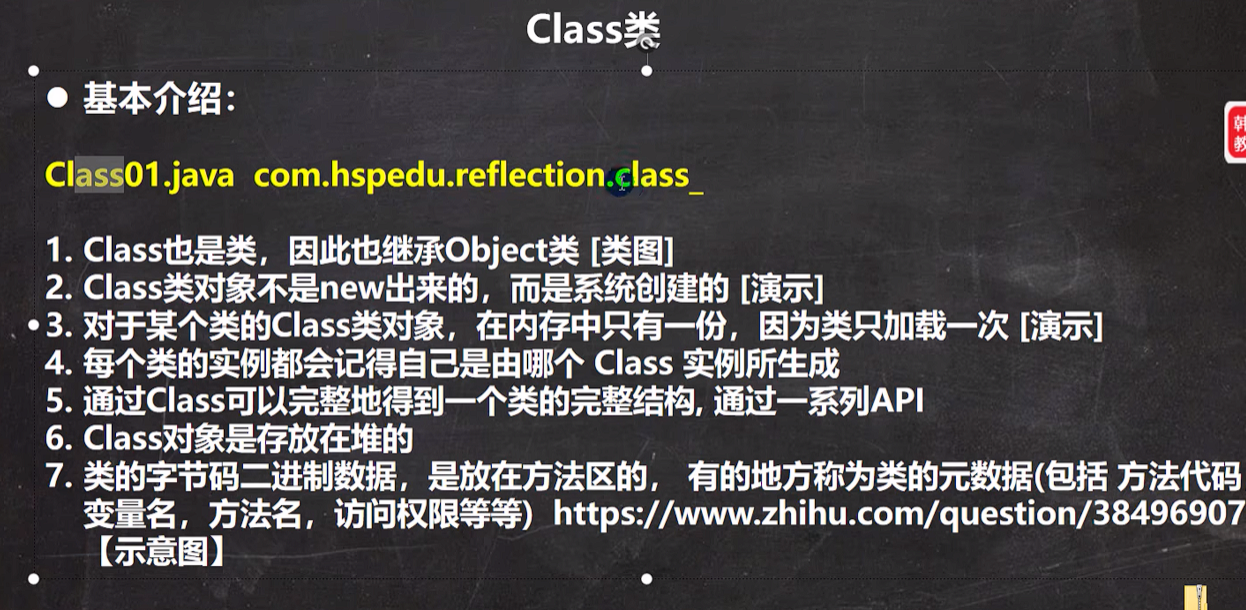 Class类
● 基本介绍：
Class01.java com.hspedu.reflection.class_
1. Class也是类，因此也继承Object类 [类图]
2. Class类对象不是new出来的，而是系统创建的 [演示]
3. 对于某个类的Class类对象，在内存中只有一份，因为类只加载一次 [演示]
4. 每个类的实例都会记得自己是由哪个 Class 实例所生成
5. 通过Class可以完整地得到一个类的完整结构, 通过一系列API
6. Class对象是存放在堆的
7. 类的字节码二进制数据，是放在方法区的， 有的地方称为类的元数据(包括 方法代码
变量名，方法名，访问权限等等) https://www.zhihu.com/question/38496907
【示意图】